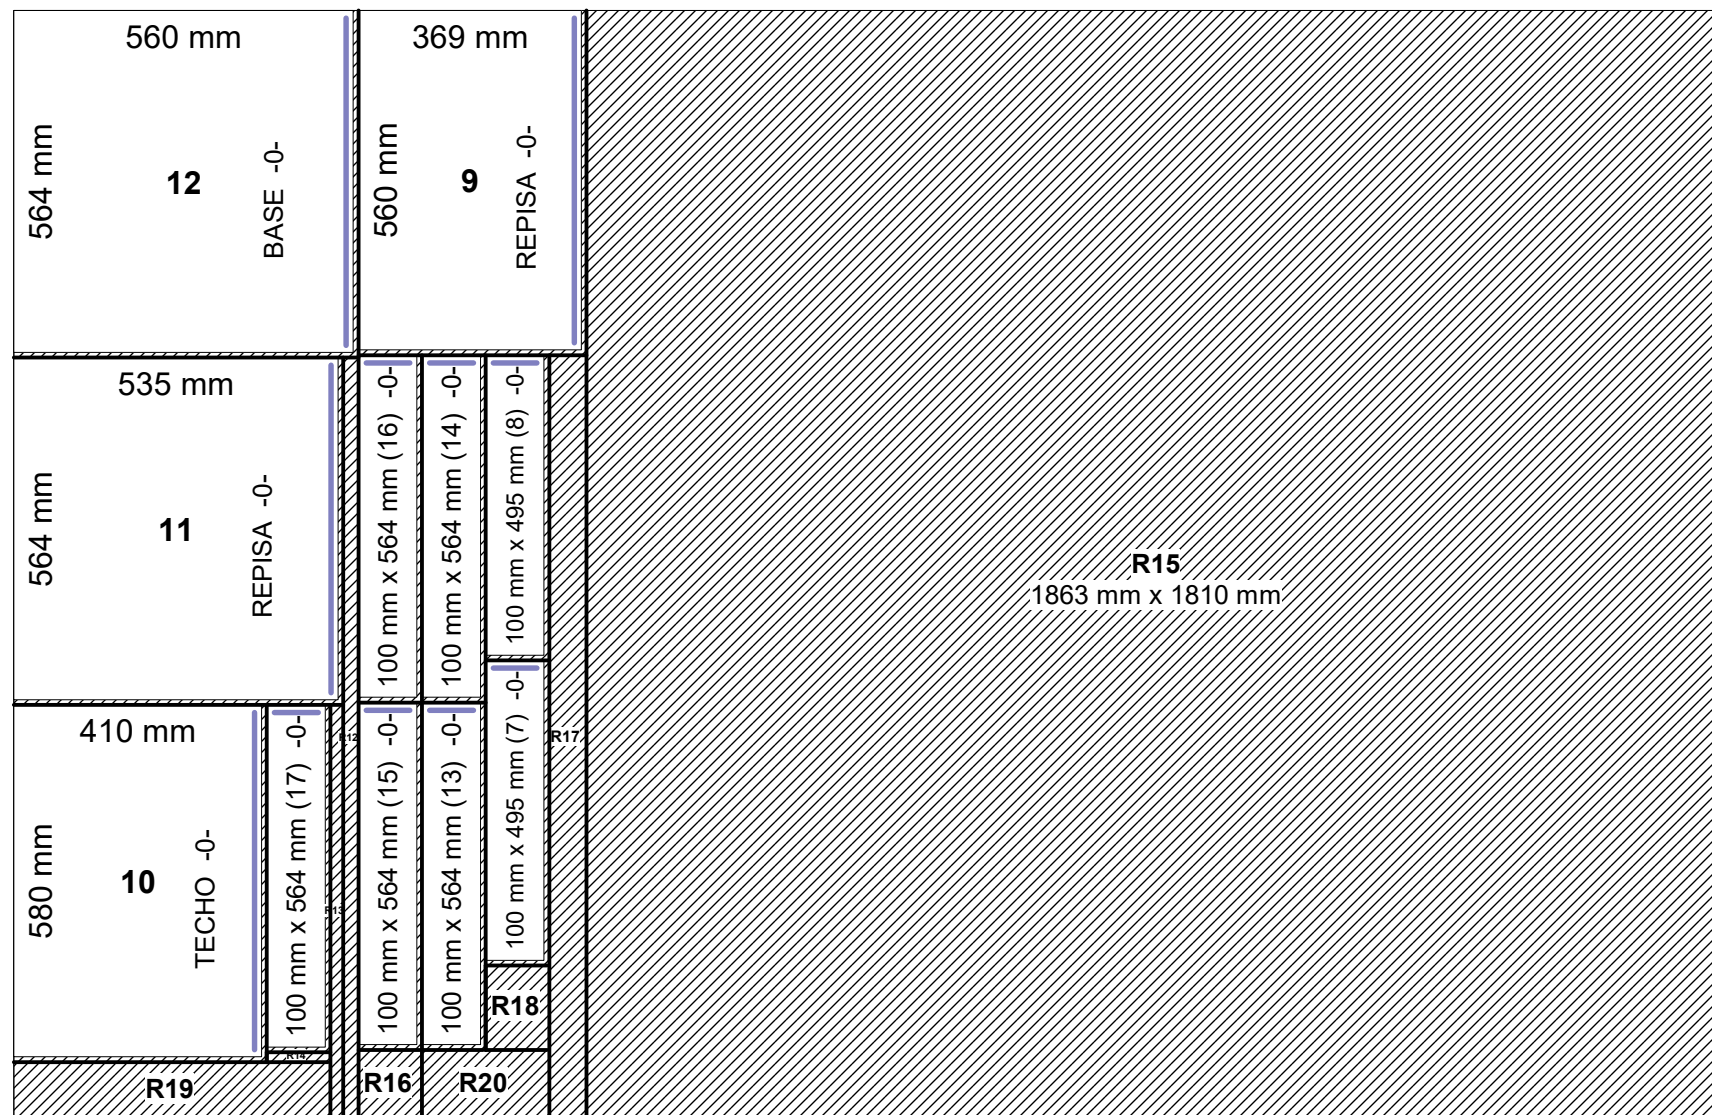 560 mm
564 mm
12
BASE -0-
369 mm
560 mm
9
REPISA -0-
535 mm
564 mm
11
REPISA -0-
100 mm x 564 mm (16) -0-
100 mm x 564 mm (14) -0-
100 mm x 495 mm (8) -0-
R15
1863 mm x 1810 mm
410 mm
580 mm
10
TECHO -0-
100 mm x 564 mm (17) -0-
R12
R13
100 mm x 564 mm (15) -0-
100 mm x 564 mm (13) -0-
100 mm x 495 mm (7) -0-
R17
R18
R14
R19
R16
R20